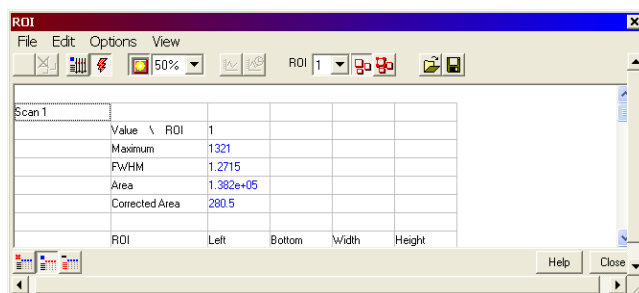 ROI
File Edit Options View
50% ROI 1
Scan 1
Value \ ROI 1
Maximum 1321
FWHM 1.2715
Area 1.382e+05
Corrected Area 280.5
ROI Left Bottom Width Height
Help Close